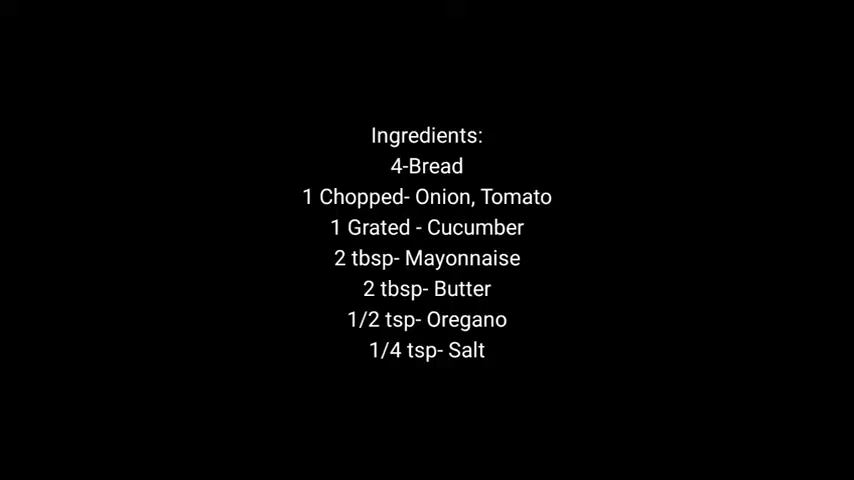 Ingredients:
4-Bread
1 Chopped- Onion, Tomato
1 Grated - Cucumber
2 tbsp- Mayonnaise
2 tbsp- Butter
1/2 tsp- Oregano
1/4 tsp- Salt